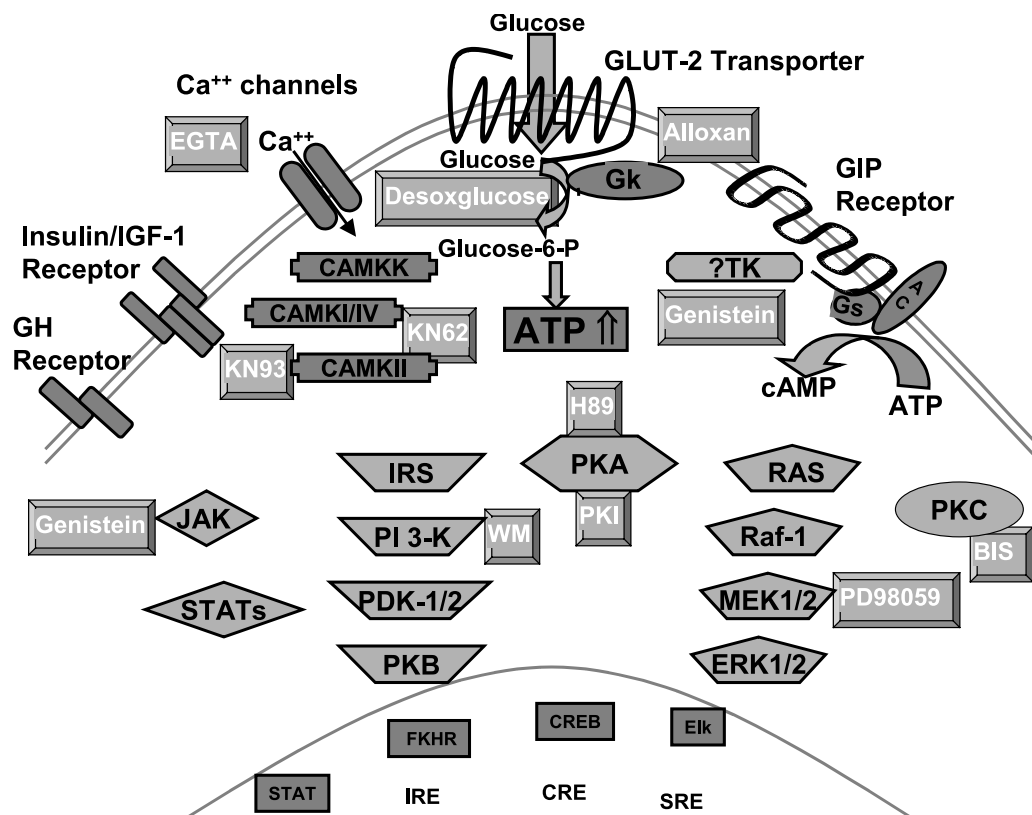 Glucose
GLUT-2 Transporter
Ca++ channels
EGTA
Ca++
Alloxan
Glucose
Gk
GIP
Receptor
Desoxglucose
Insulin/IGF-1
Receptor
Glucose-6-P
CAMKK
?TK
AC
Gs
CAMKI/IV
KN62
ATP ⇑
Genistein
GH
Receptor
KN93
CAMKII
cAMP
ATP
H89
IRS
PKA
RAS
Genistein
JAK
PI 3-K
WM
PKI
Raf-1
PKC
BIS
STATs
PDK-1/2
MEK1/2
PD98059
PKB
ERK1/2
FKHR
CREB
Elk
STAT
IRE
CRE
SRE